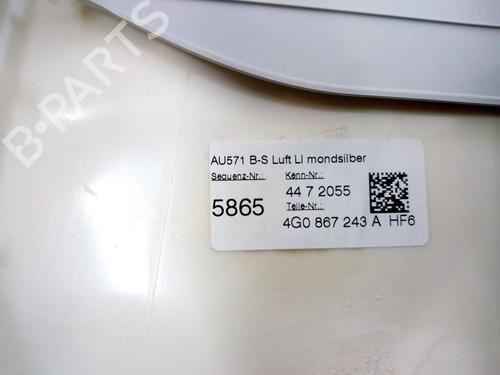 B-PARTS
AU571 B-S Luft LI mondsilber
Sequenz-Nr.: Kenn-Nr.:
5865 44 7 2055
Teile-Nr.:
4G0 867 243 A HF6